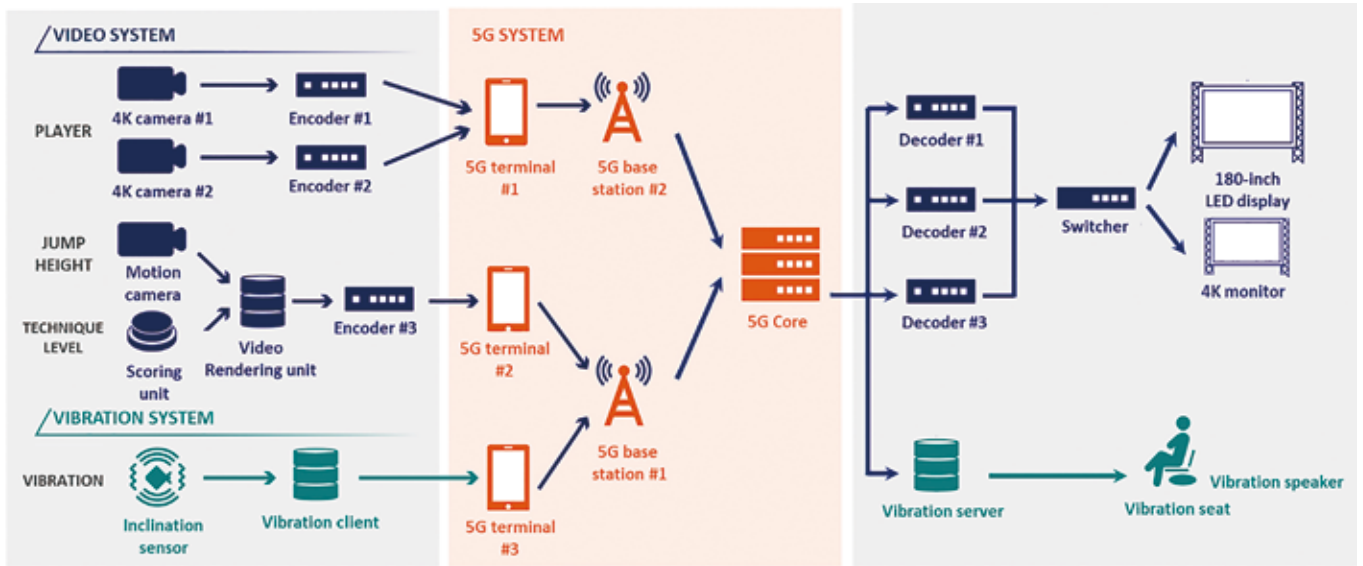 VIDEO SYSTEM
PLAYER
4K camera #1
Encoder #1
4K camera #2
Encoder #2
JUMP
HEIGHT
Motion
camera
TECHNIQUE
LEVEL
Scoring
unit
Video
Rendering unit
Encoder #3
VIBRATION SYSTEM
VIBRATION
Inclination
sensor
Vibration client
5G SYSTEM
5G terminal
#1
5G base
station #2
5G terminal
#2
5G base
station #1
5G terminal
#3
5G Core
Decoder #1
Decoder #2
Decoder #3
Switcher
180-inch
LED display
4K monitor
Vibration server
Vibration seat
Vibration speaker